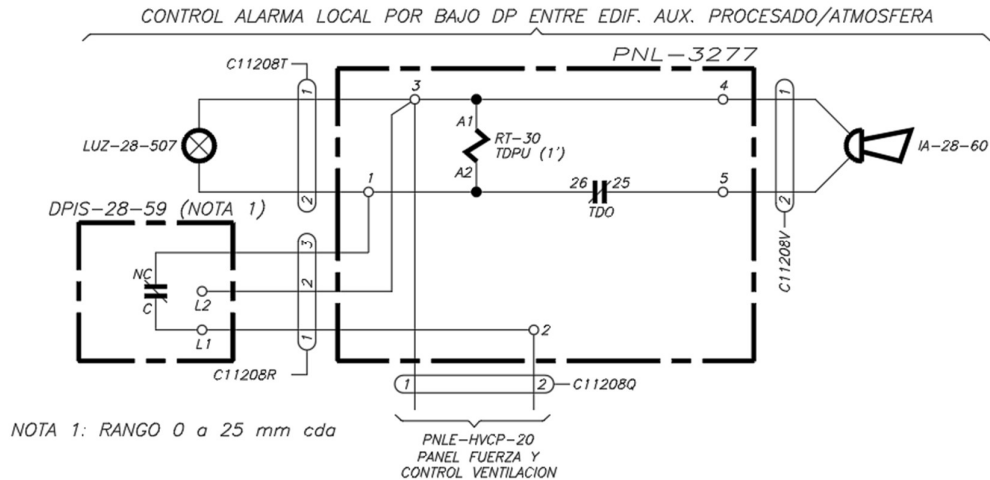 CONTROL ALARMA LOCAL POR BAJO DP ENTRE EDIF. AUX. PROCESADO/ATMOSFERA
PNL-3277
C11208T
1
3
4
1
A1
LUZ-28-507
RT-30
TDPU (1')
IA-28-60
A2
2
1
26
25
5
2
TDO
DPIS-28-59 (NOTA 1)
3
NC
C
2
L2
L1
1
2
C11208V
C11208R
1
2
C11208Q
NOTA 1: RANGO 0 a 25 mm cda
PNLE-HVCP-20
PANEL FUERZA Y
CONTROL VENTILACION